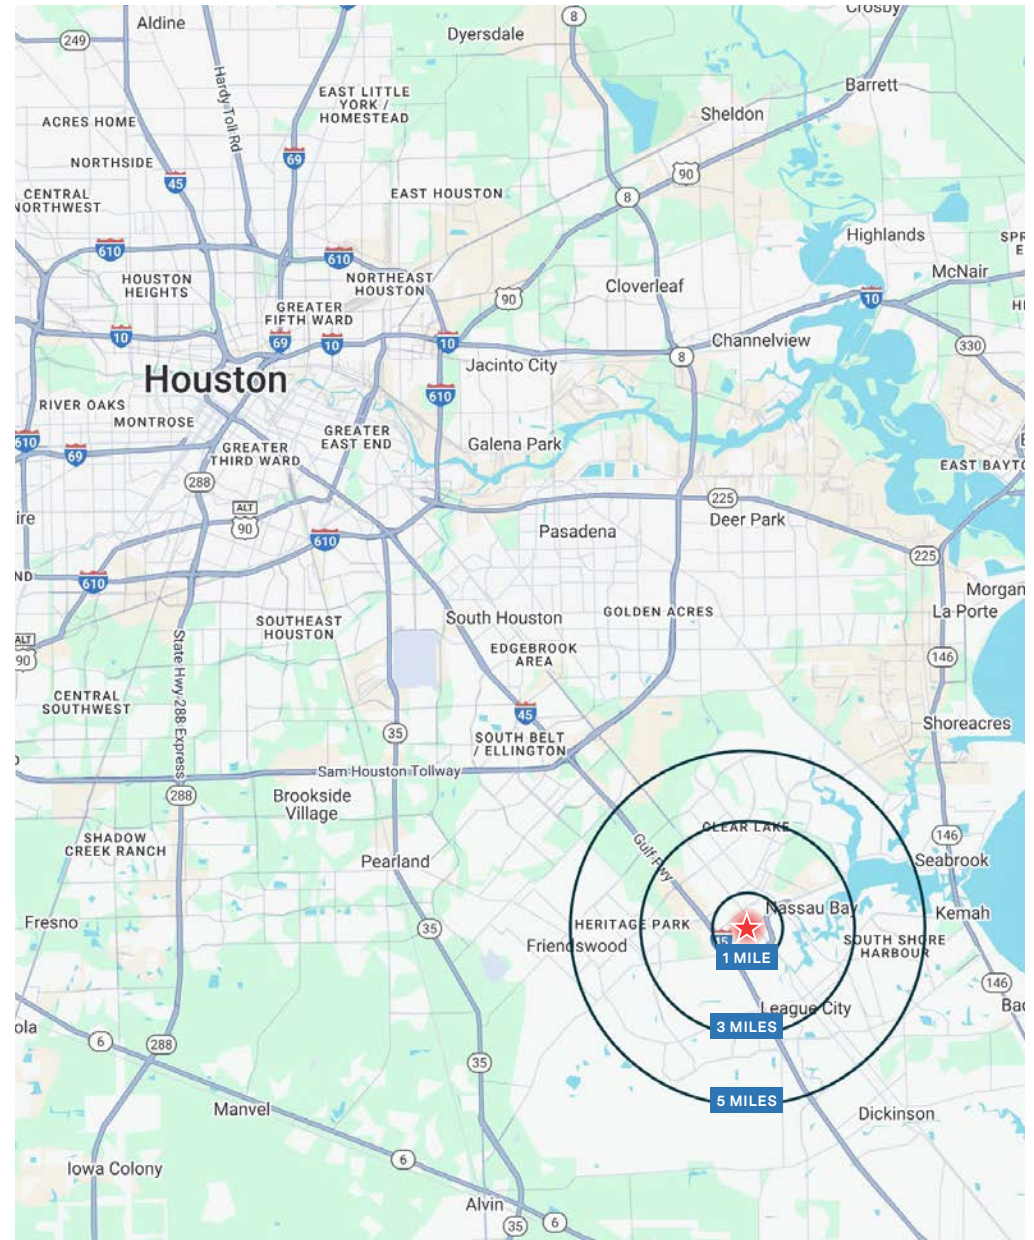 Crosby
Aldine
8
Dyersdale
249
Hardy Toll Rd
EAST LITTLE
YORK /
HOMESTEAD
Barrett
Sheldon
ACRES HOME
NORTHSIDE
69
45
90
CENTRAL
NORTHWEST
EAST HOUSTON
8
Highlands
610
610
McNair
HOUSTON
HEIGHTS
NORTHEAST
HOUSTON
Cloverleaf
90
10
GREATER
FIFTH WARD
10
69
10
10
Channelview
330
8
Jacinto City
Houston
610
RIVER OAKS
MONTROSE
610
69
GREATER
THIRD WARD
GREATER
EAST END
Galena Park
288
ALT
90
225
Deer Park
Pasadena
610
225
610
Morgan
La Porte
SOUTHEAST
HOUSTON
South Houston
GOLDEN ACRES
ALT
90
State Hwy 288 Express
EDGEBROOK
AREA
146
CENTRAL
SOUTHWEST
45
Shoreacres
35
SOUTH BELT
/ ELLINGTON
Sam Houston Tollway
288
Brookside
Village
SHADOW
CREEK RANCH
CLEAR LAKE
146
Gulf Fwy
Pearland
Seabrook
Nassau Bay
Kemah
Fresno
35
HERITAGE PARK
Friendswood
SOUTH SHORE
HARBOUR
1 MILE
146
League City
3 MILES
6
288
35
5 MILES
Manvel
Dickinson
6
Iowa Colony
Alvin
35
6